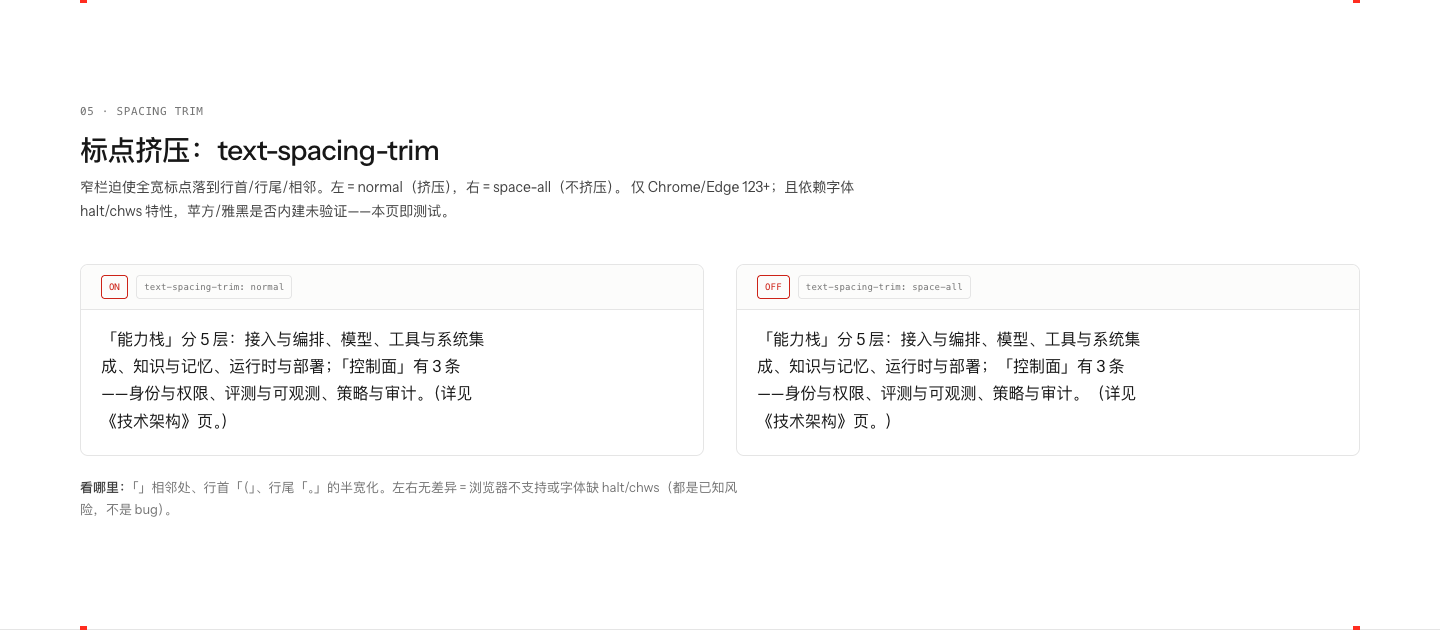 05 · SPACING TRIM
标点挤压：text-spacing-trim
窄栏迫使全宽标点落到行首/行尾/相邻。左 = normal（挤压），右 = space-all（不挤压）。仅 Chrome/Edge 123+；且依赖字体
halt/chws 特性，苹方/雅黑是否内建未验证——本页即测试。
ON text-spacing-trim: normal
「能力栈」分 5 层：接入与编排、模型、工具与系统集
成、知识与记忆、运行时与部署；「控制面」有 3 条
——身份与权限、评测与可观测、策略与审计。（详见
《技术架构》页。）
OFF text-spacing-trim: space-all
「能力栈」分 5 层：接入与编排、模型、工具与系统集
成、知识与记忆、运行时与部署；「控制面」有 3 条
——身份与权限、评测与可观测、策略与审计。（详见
《技术架构》页。）
看哪里：「」相邻处、行首「（」、行尾「。」的半宽化。左右无差异 = 浏览器不支持或字体缺 halt/chws（都是已知风
险，不是 bug）。